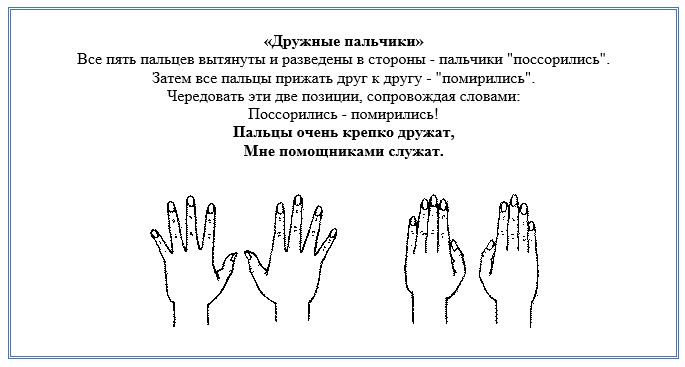 «Дружные пальчики»
Все пять пальцев вытянуты и разведены в стороны - пальчики "поссорились".
Затем все пальцы прижать друг к другу - "помирились".
Чередовать эти две позиции, сопровождая словами:
Поссорились - помирились!
Пальцы очень крепко дружат,
Мне помощниками служат.